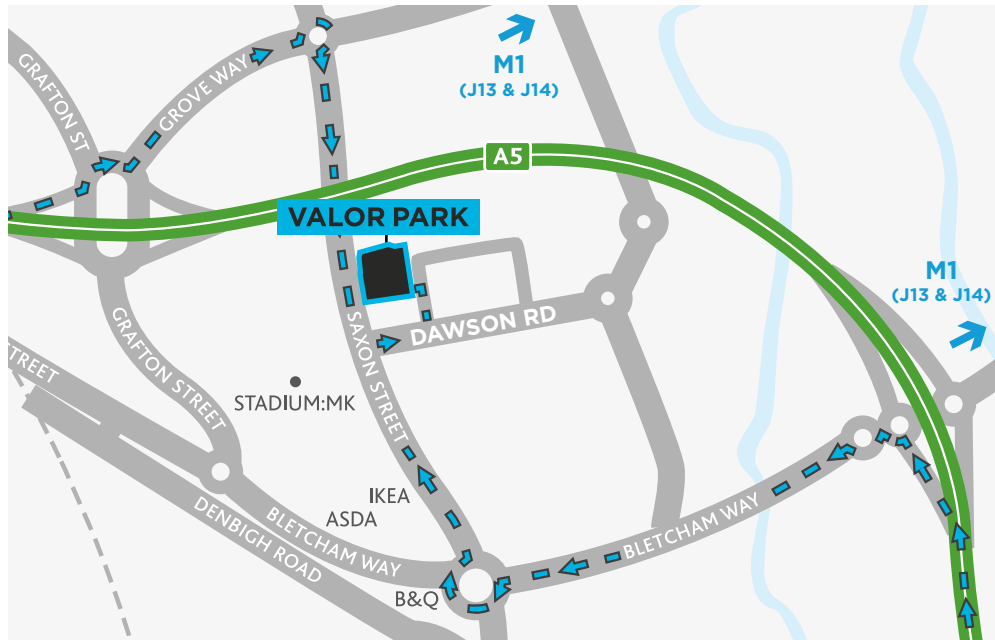 M1
(J13 & J14)
GRAFTON ST
GROVE WAY
A5
VALOR PARK
M1
(J13 & J14)
DAWSON RD
SAXON STREET
GRAFTON STREET
STREET
STADIUM:MK
IKEA
ASDA
BLETCHAM WAY
BLETCHAM WAY
DENBIGH ROAD
B&Q